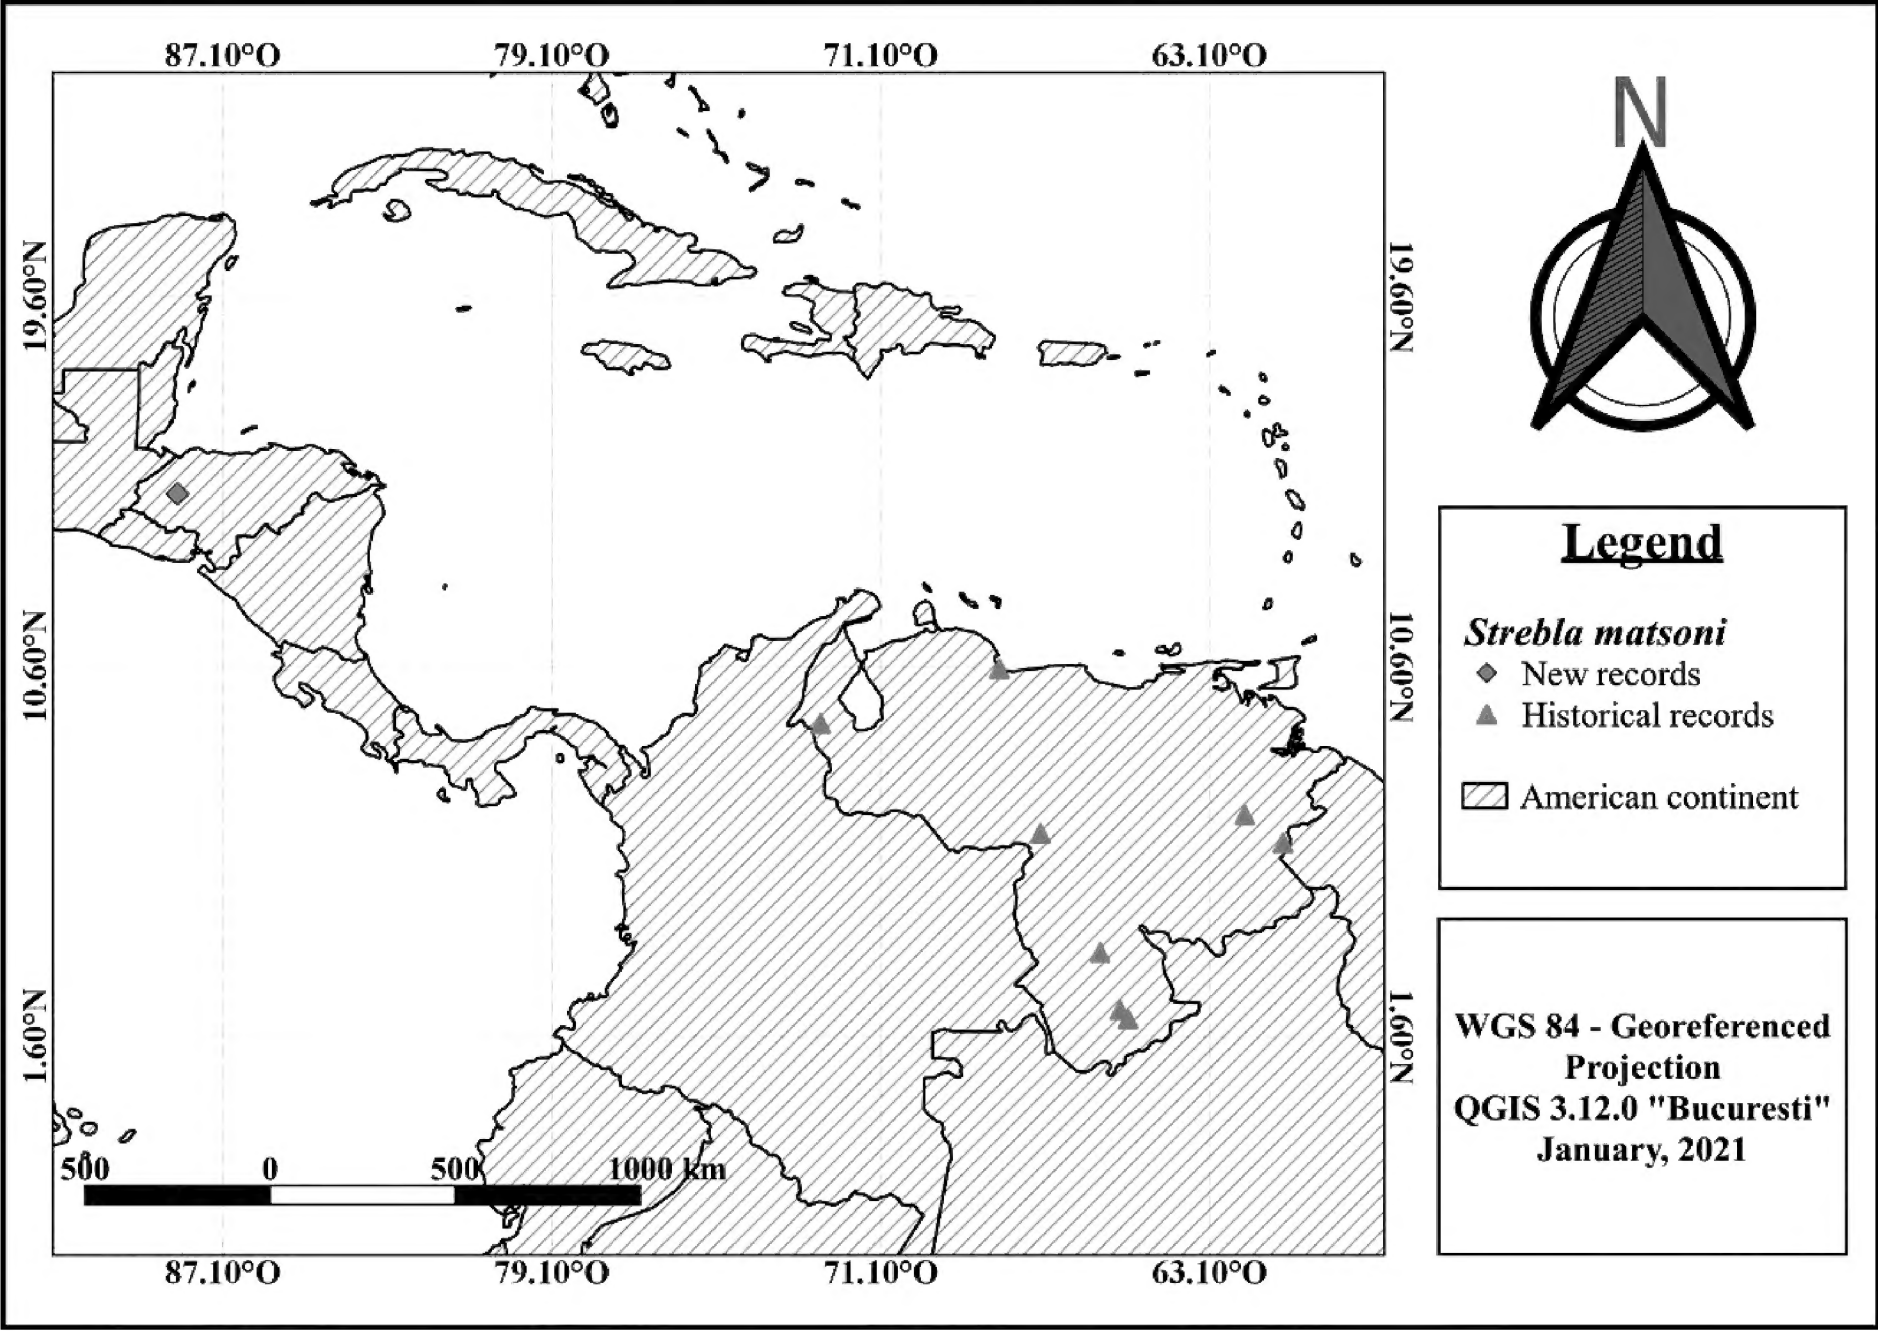 87.10°O 79.10°O 71.10°O 63.10°O
N
19.60°N 19.60°N
10.60°N 10.60°N
1.60°N 1.60°N
Legend
Strebla matsoni
New records
Historical records
American continent
WGS 84 - Georeferenced
Projection
QGIS 3.12.0 "Bucuresti"
January, 2021
500 0 500 1000 km
87.10°O 79.10°O 71.10°O 63.10°O